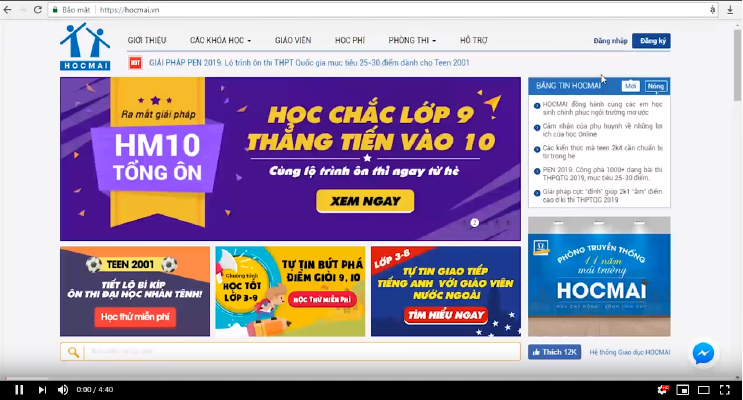 Bảo mật | https://hocmai.vn
HOCMAI
GIỚI THIỆU CÁC KHÓA HỌC GIÁO VIÊN HỌC PHÍ PHÒNG THI HỖ TRỢ
Đăng nhập Đăng ký
HOT GIẢI PHÁP PEN 2019: Lộ trình ôn thi THPT Quốc gia mục tiêu 25-30 điểm dành cho Teen 2001
Ra mắt giải pháp
HM10
TỔNG ÔN
HỌC CHẮC LỚP 9
THẲNG TIẾN VÀO 10
Cùng lộ trình ôn thi ngay từ hè
XEM NGAY
BẢNG TIN HOCMAI Mới Nóng
HOCMAI đồng hành cùng các em học
sinh chinh phục ngôi trường mơ ước
Cảm nhận của phụ huynh về những lợi
ích của học Online
Các kiến thức mà teen 2k4 cần chuẩn bị
từ trong hè
PEN 2019: Công phá 1000+ dạng bài thi
THPTQG 2019, mục tiêu 25-30 điểm.
Giải pháp cực "đỉnh" giúp 2k1 "ẵm" điểm
cao ở kì thi THPTQG 2019
TEEN 2001
TIẾT LỘ BÍ KÍP
ÔN THI ĐẠI HỌC NHÀN TÊNH!
Học thử miễn phí
Chương trình
HỌC TỐT
LỚP 3-9
TỰ TIN BỨT PHÁ
ĐIỂM GIỎI 9, 10
HỌC THỬ MIỄN PHÍ
LỚP 3-8
TỰ TIN GIAO TIẾP
TIẾNG ANH VỚI GIÁO VIÊN
NƯỚC NGOÀI
TÌM HIỂU NGAY
PHÒNG TRUYỀN THỐNG
11 năm
mái trường
HOCMAI
Thích 12K Hệ thống Giáo dục HOCMAI
0:00 / 4:40